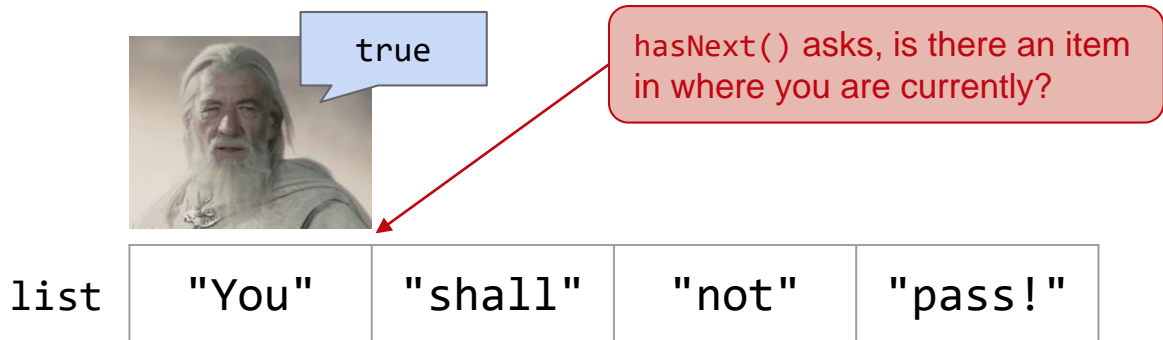 true
hasNext() asks, is there an item
in where you are currently?
list "You" "shall" "not" "pass!"